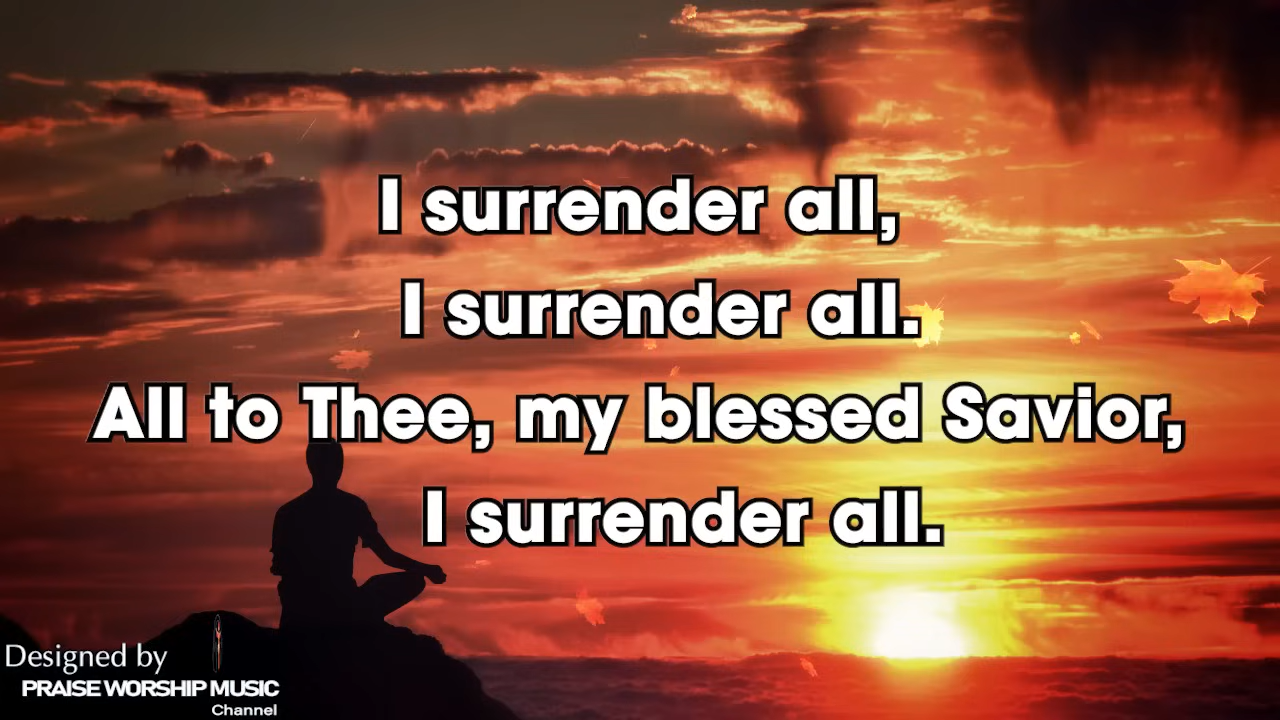 I surrender all,
I surrender all.
All to Thee, my blessed Savior,
I surrender all.
Designed by
PRAISE WORSHIP MUSIC
Channel